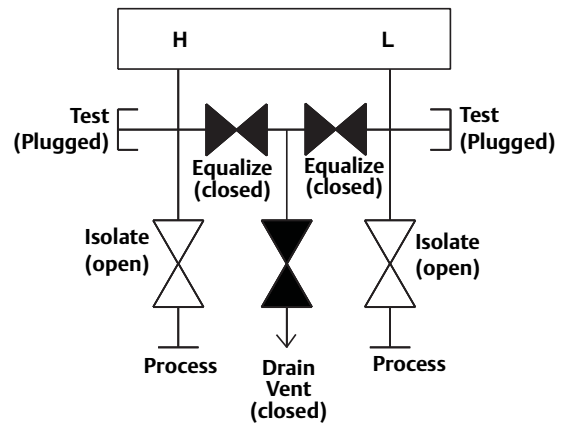 H
L
Test
(Plugged)
Test
(Plugged)
Equalize
(closed)
Equalize
(closed)
Isolate
(open)
Isolate
(open)
Process
Drain
Vent
(closed)
Process